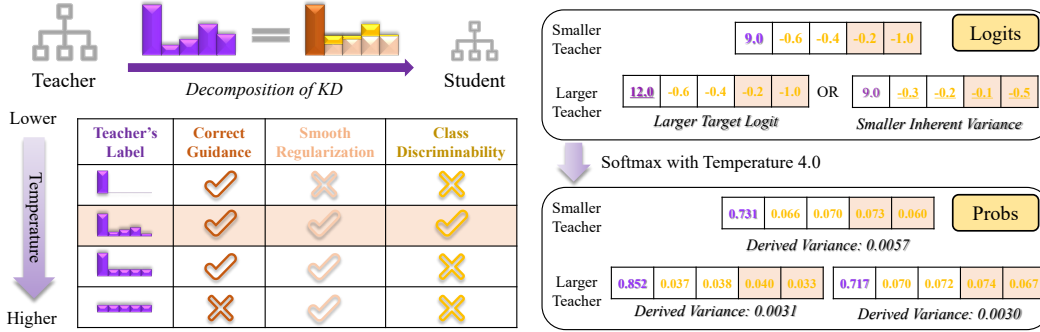 Teacher
Decomposition of KD
Student
Lower
Temperature
Higher
Teacher's Label
Correct Guidance
Smooth Regularization
Class Discriminability
Smaller Teacher
9.0 -0.6 -0.4 -0.2 -1.0
Logits
Larger Teacher
12.0 -0.6 -0.4 -0.2 -1.0 OR 9.0 -0.3 -0.2 -0.1 -0.5
Larger Target Logit
Smaller Inherent Variance
Softmax with Temperature 4.0
Smaller Teacher
0.731 0.066 0.070 0.073 0.060
Probs
Derived Variance: 0.0057
Larger Teacher
0.852 0.037 0.038 0.040 0.033
0.717 0.070 0.072 0.074 0.067
Derived Variance: 0.0031
Derived Variance: 0.0030